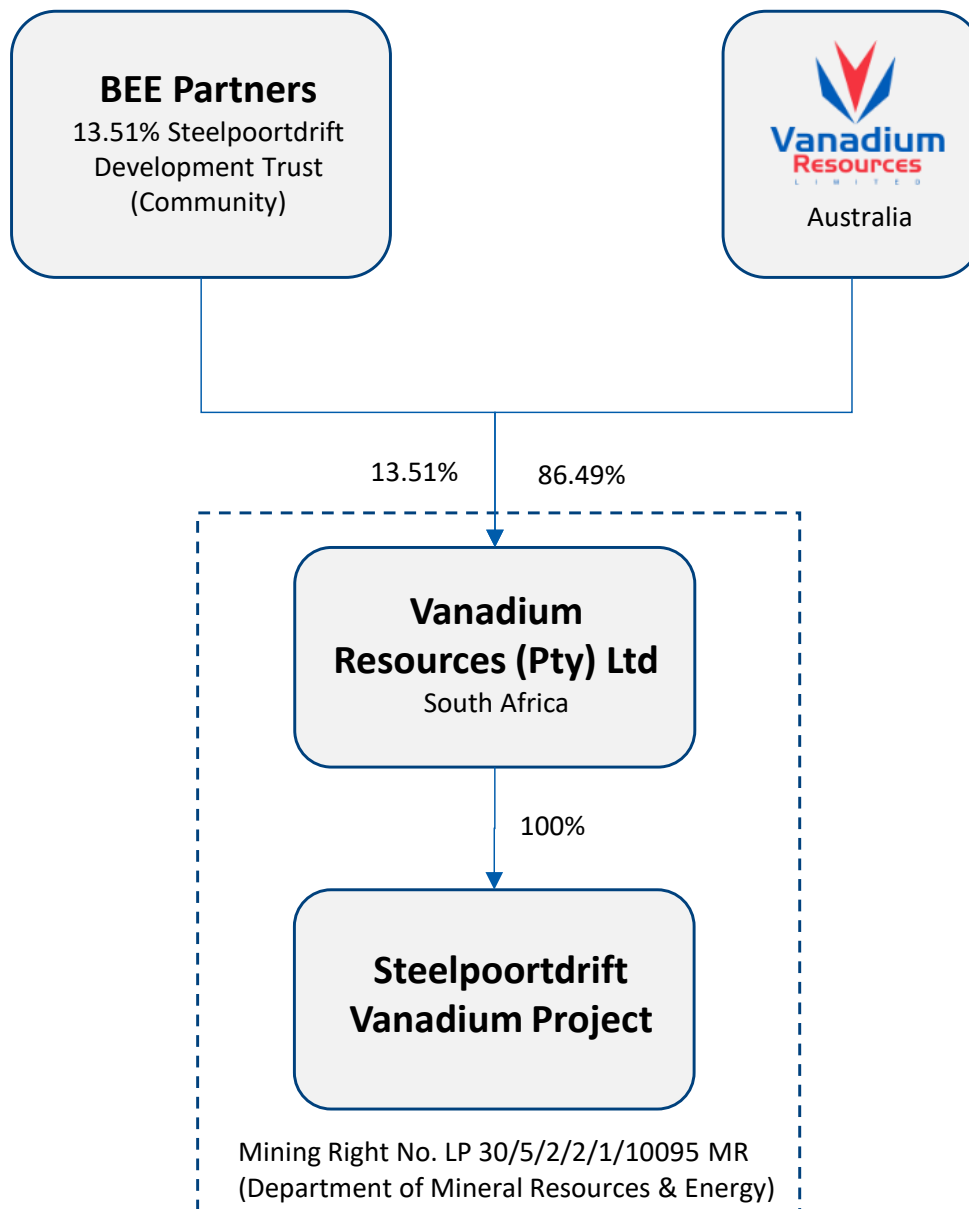 BEE Partners
13.51% Steelpoortdrift
Development Trust
(Community)
Vanadium
RESOURCES
LIMITED
Australia
13.51%
86.49%
Vanadium
Resources (Pty) Ltd
South Africa
100%
Steelpoortdrift
Vanadium Project
Mining Right No. LP 30/5/2/2/1/10095 MR
(Department of Mineral Resources & Energy)